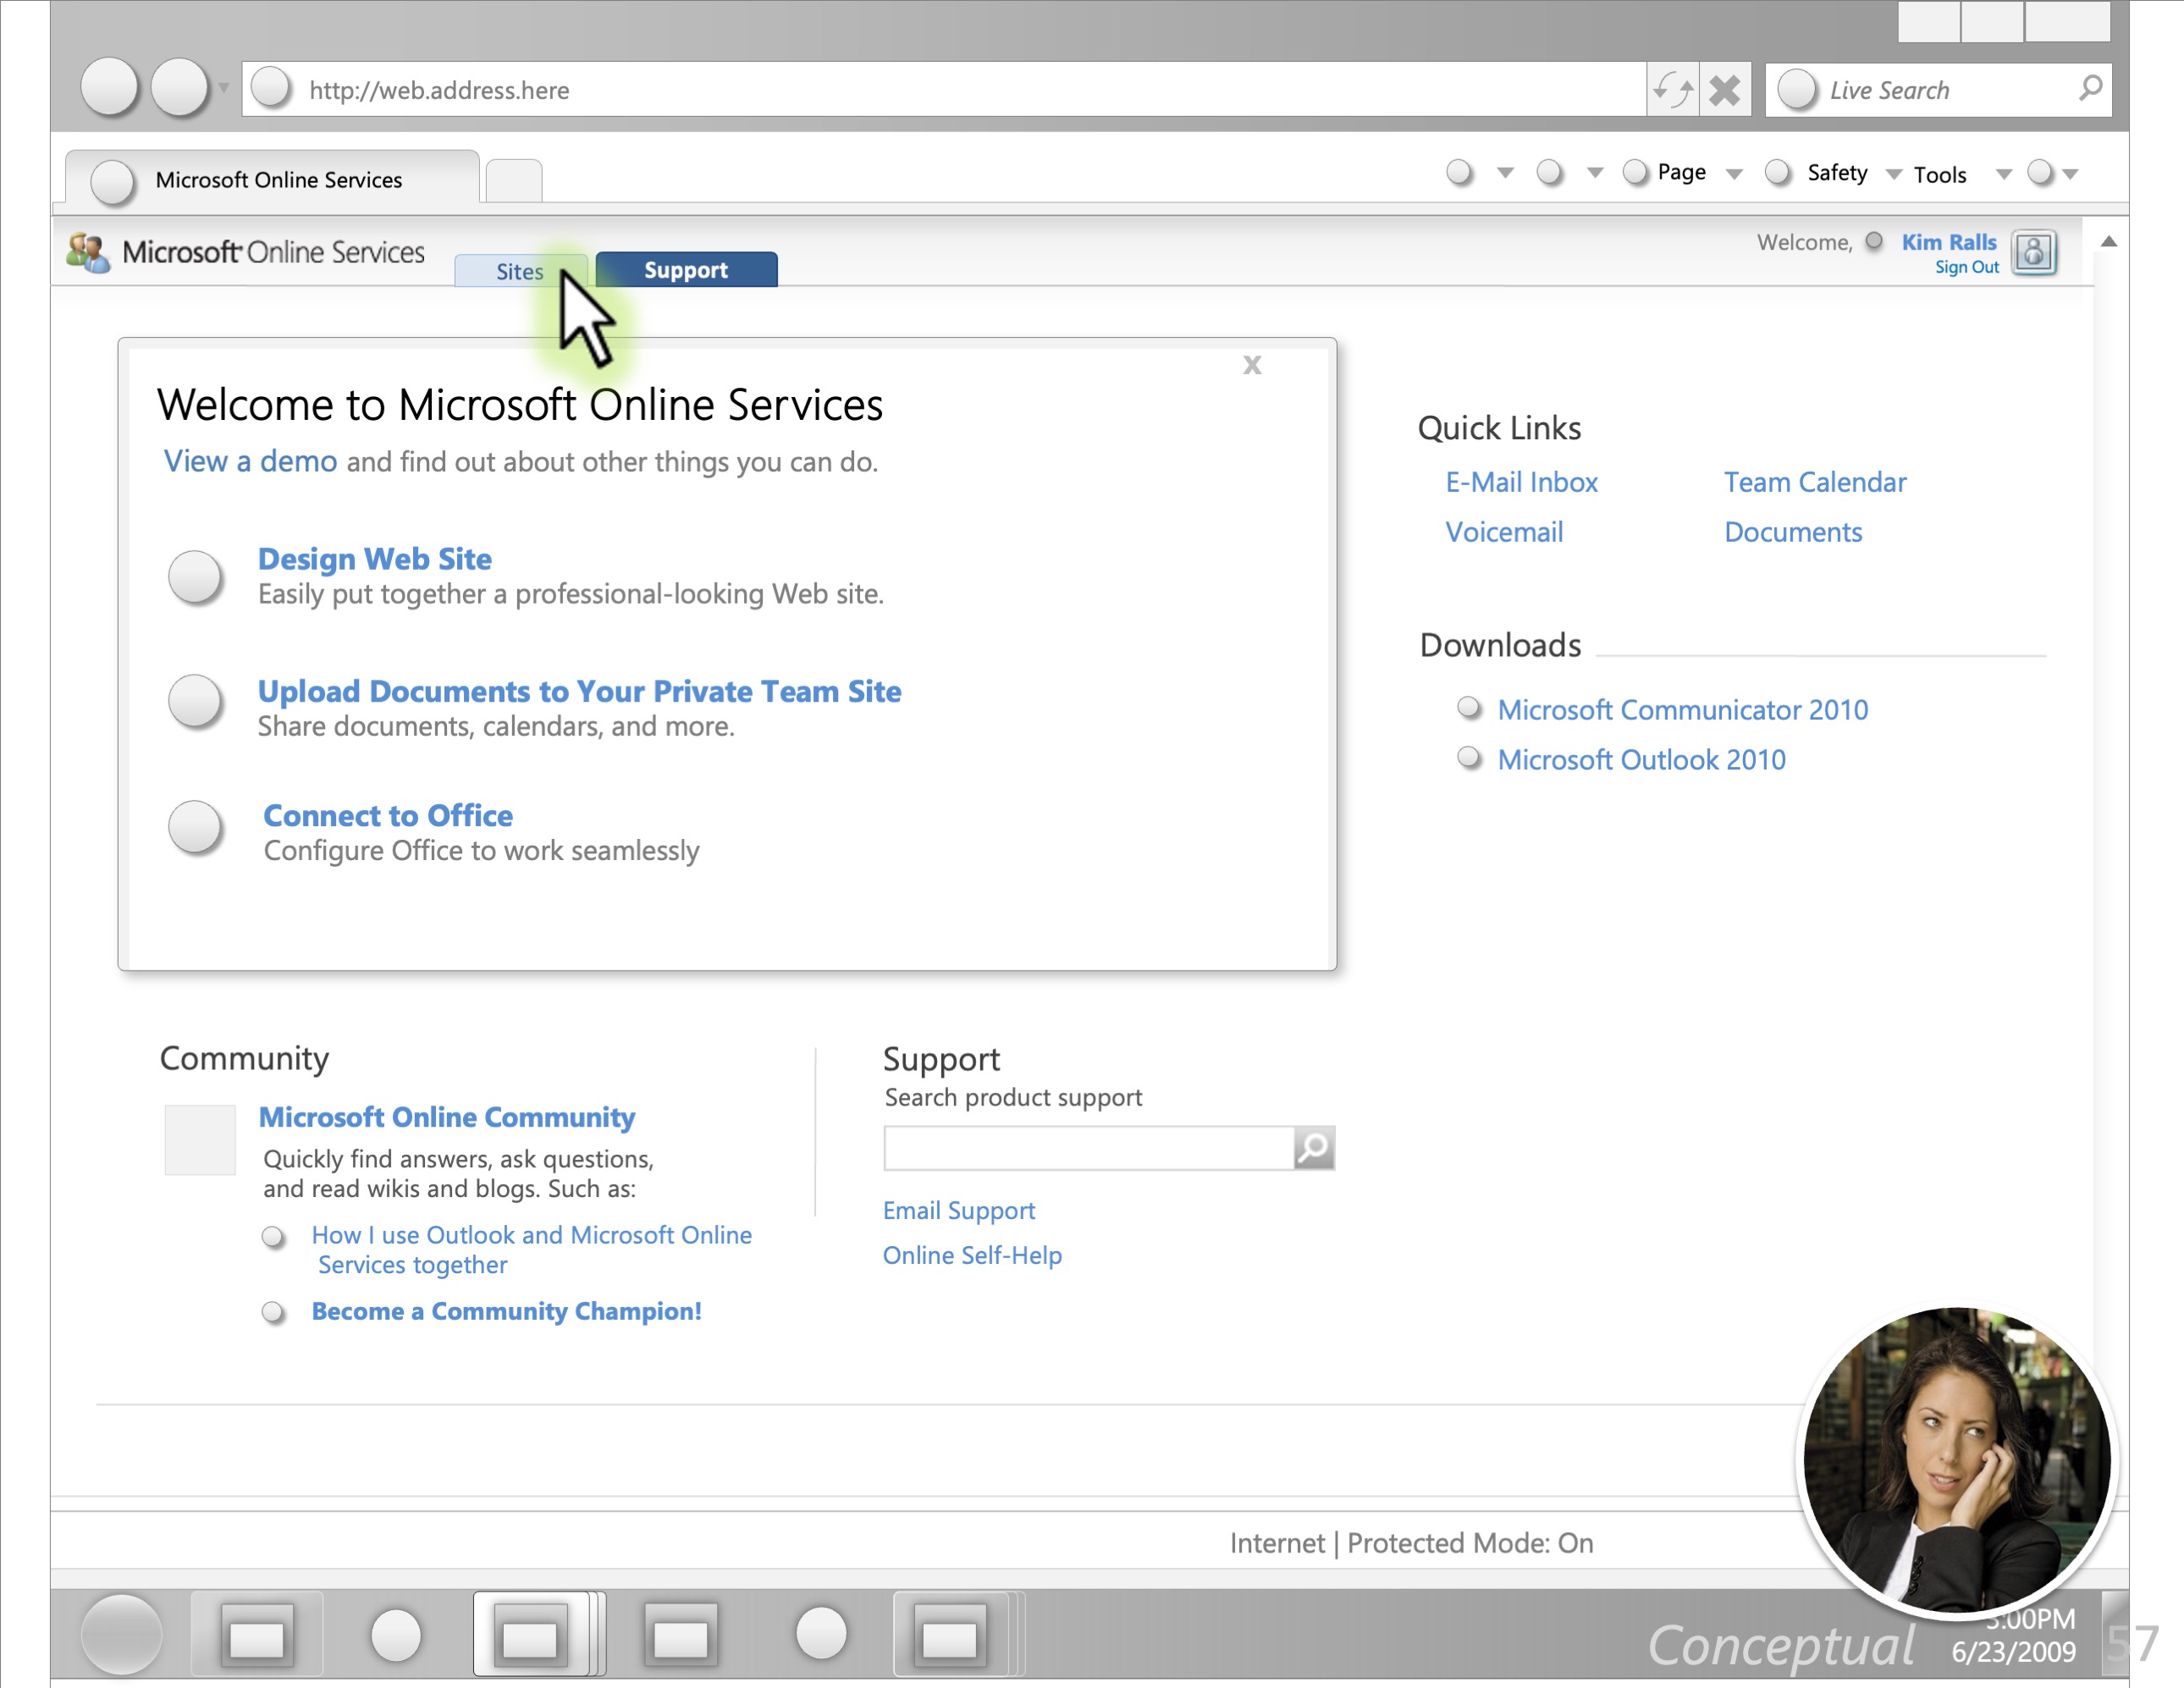 http://web.address.here
Live Search
Microsoft Online Services
Page
Safety
Tools
Microsoft Online Services
Sites
Support
Welcome,
Kim Ralls
Sign Out
X
Welcome to Microsoft Online Services
View a demo and find out about other things you can do.
Design Web Site
Easily put together a professional-looking Web site.
Upload Documents to Your Private Team Site
Share documents, calendars, and more.
Connect to Office
Configure Office to work seamlessly
Quick Links
E-Mail Inbox
Team Calendar
Voicemail
Documents
Downloads
Microsoft Communicator 2010
Microsoft Outlook 2010
Community
Microsoft Online Community
Quickly find answers, ask questions,
and read wikis and blogs. Such as:
How I use Outlook and Microsoft Online
Services together
Become a Community Champion!
Support
Search product support
Email Support
Online Self-Help
Internet | Protected Mode: On
Conceptual
:00PM
6/23/2009
57